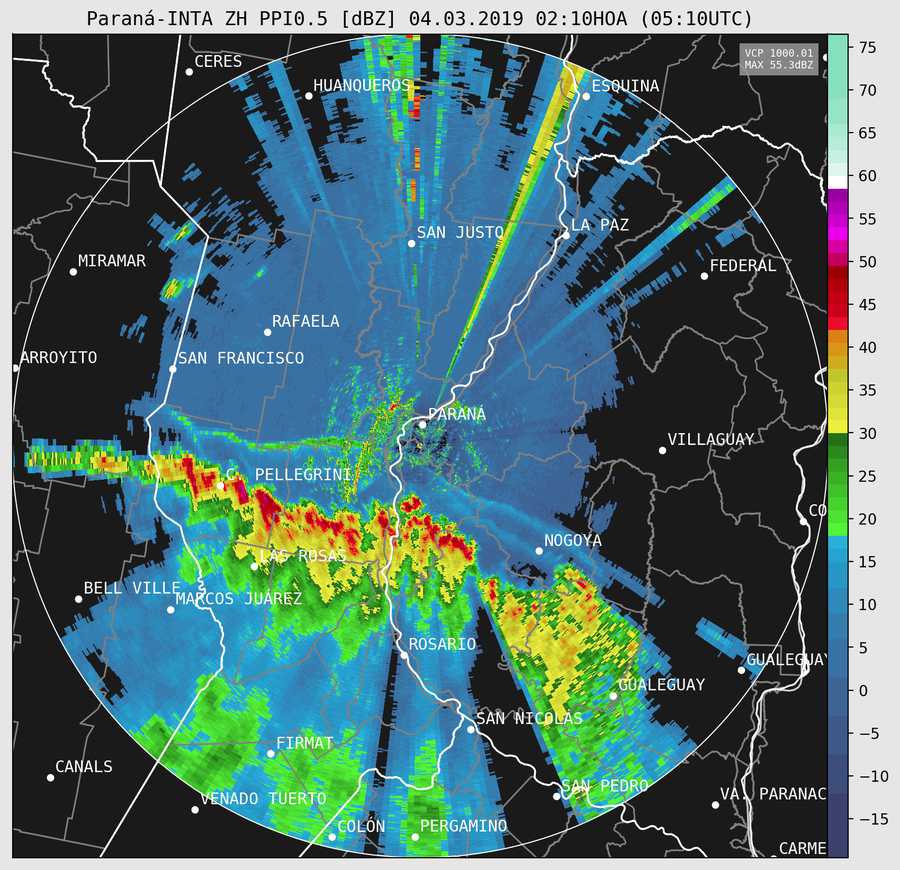 Paraná-INTA ZH PPI0.5 [dBZ] 04.03.2019 02:10HOA (05:10UTC)
VCP 1000.01
MAX 55.3dBZ
CERES
HUANQUEROS
ESQUINA
SAN JUSTO
LA PAZ
MIRAMAR
FEDERAL
RAFAELA
ARROYITO
SAN FRANCISCO
PARANÁ
VILLAGUAY
C. PELLEGRINI
CO
NOGOYA
LAS ROSAS
BELL VILLE
MARCOS JUÁREZ
ROSARIO
GUALEGUAY
GUALEGUAY
SAN NICOLÁS
FIRMAT
CANALS
SAN PEDRO
VENADO TUERTO
VA. PARANAC
COLÓN
PERGAMINO
CARME
75
70
65
60
55
50
45
40
35
30
25
20
15
10
5
0
−5
−10
−15